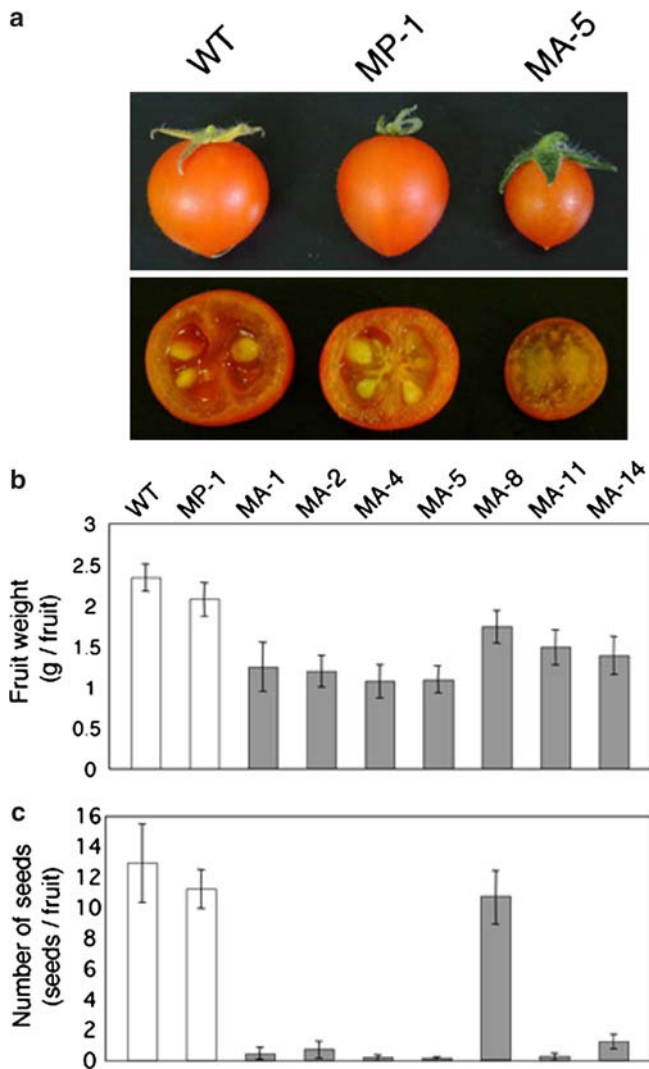 a
WT MP-1 MA-5
b
WT MP-1 MA-1 MA-2 MA-4 MA-5 MA-8 MA-11 MA-14
Fruit weight
(g / fruit)
3
2.5
2
1.5
1
0.5
0
c
Number of seeds
(seeds / fruit)
16
14
12
10
8
6
4
2
0